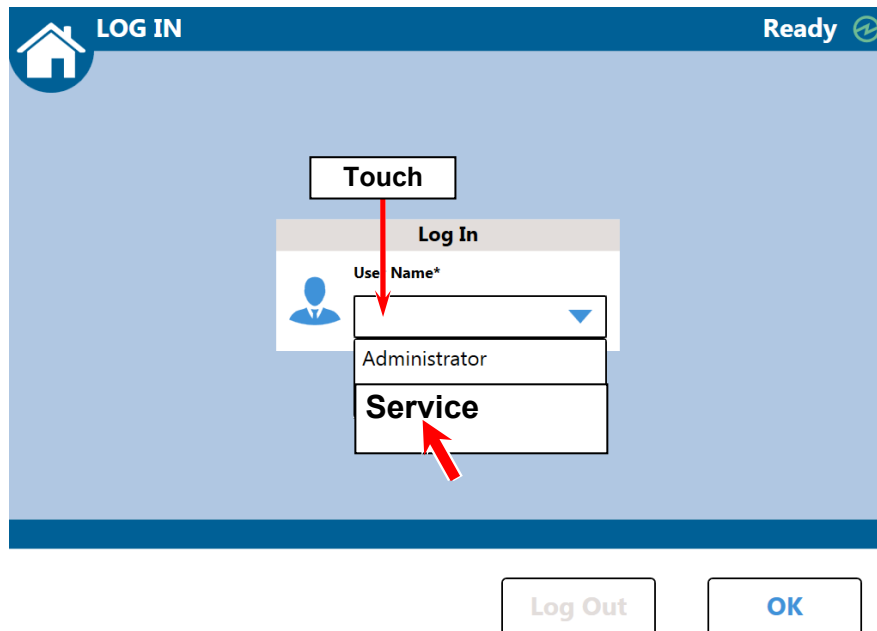 LOG IN
Ready
Touch
Log In
User Name*
Administrator
Service
Log Out
OK